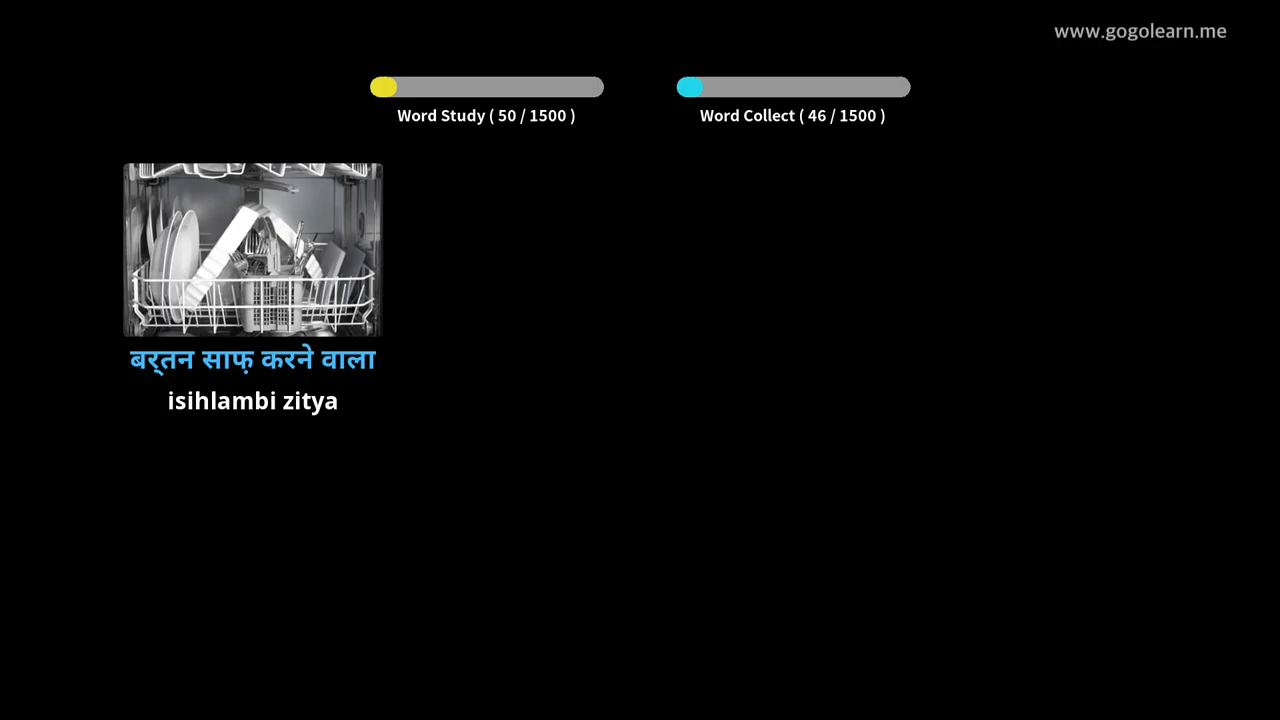 www.gogolearn.me
Word Study ( 50 / 1500 )
Word Collect ( 46 / 1500 )
बर्तन साफ़ करने वाला
isihlambi zitya